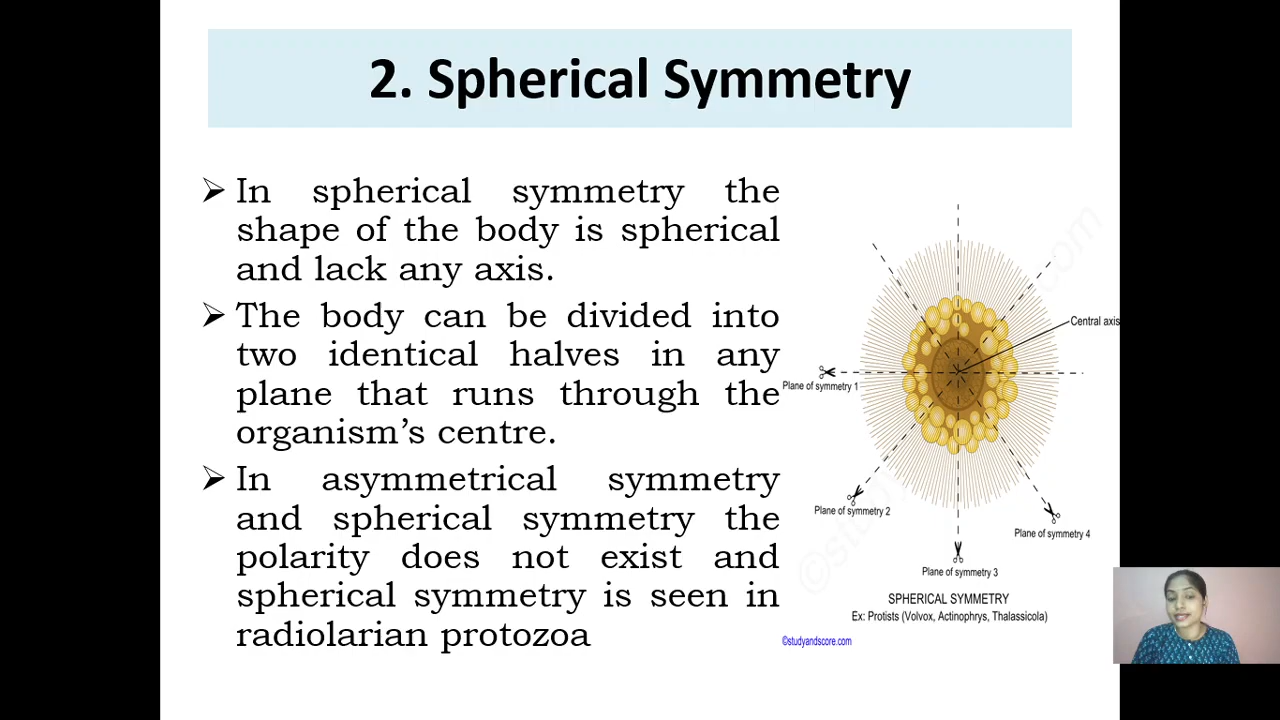 2. Spherical Symmetry
➢ In spherical symmetry the
shape of the body is spherical
and lack any axis.
➢ The body can be divided into
two identical halves in any
plane that runs through the
organism’s centre.
➢ In asymmetrical symmetry
and spherical symmetry the
polarity does not exist and
spherical symmetry is seen in
radiolarian protozoa
Central axis
Plane of symmetry 1
Plane of symmetry 2
Plane of symmetry 4
Plane of symmetry 3
SPHERICAL SYMMETRY
Ex: Protists (Volvox, Actinophrys, Thalassicola)
©studyandscore.com